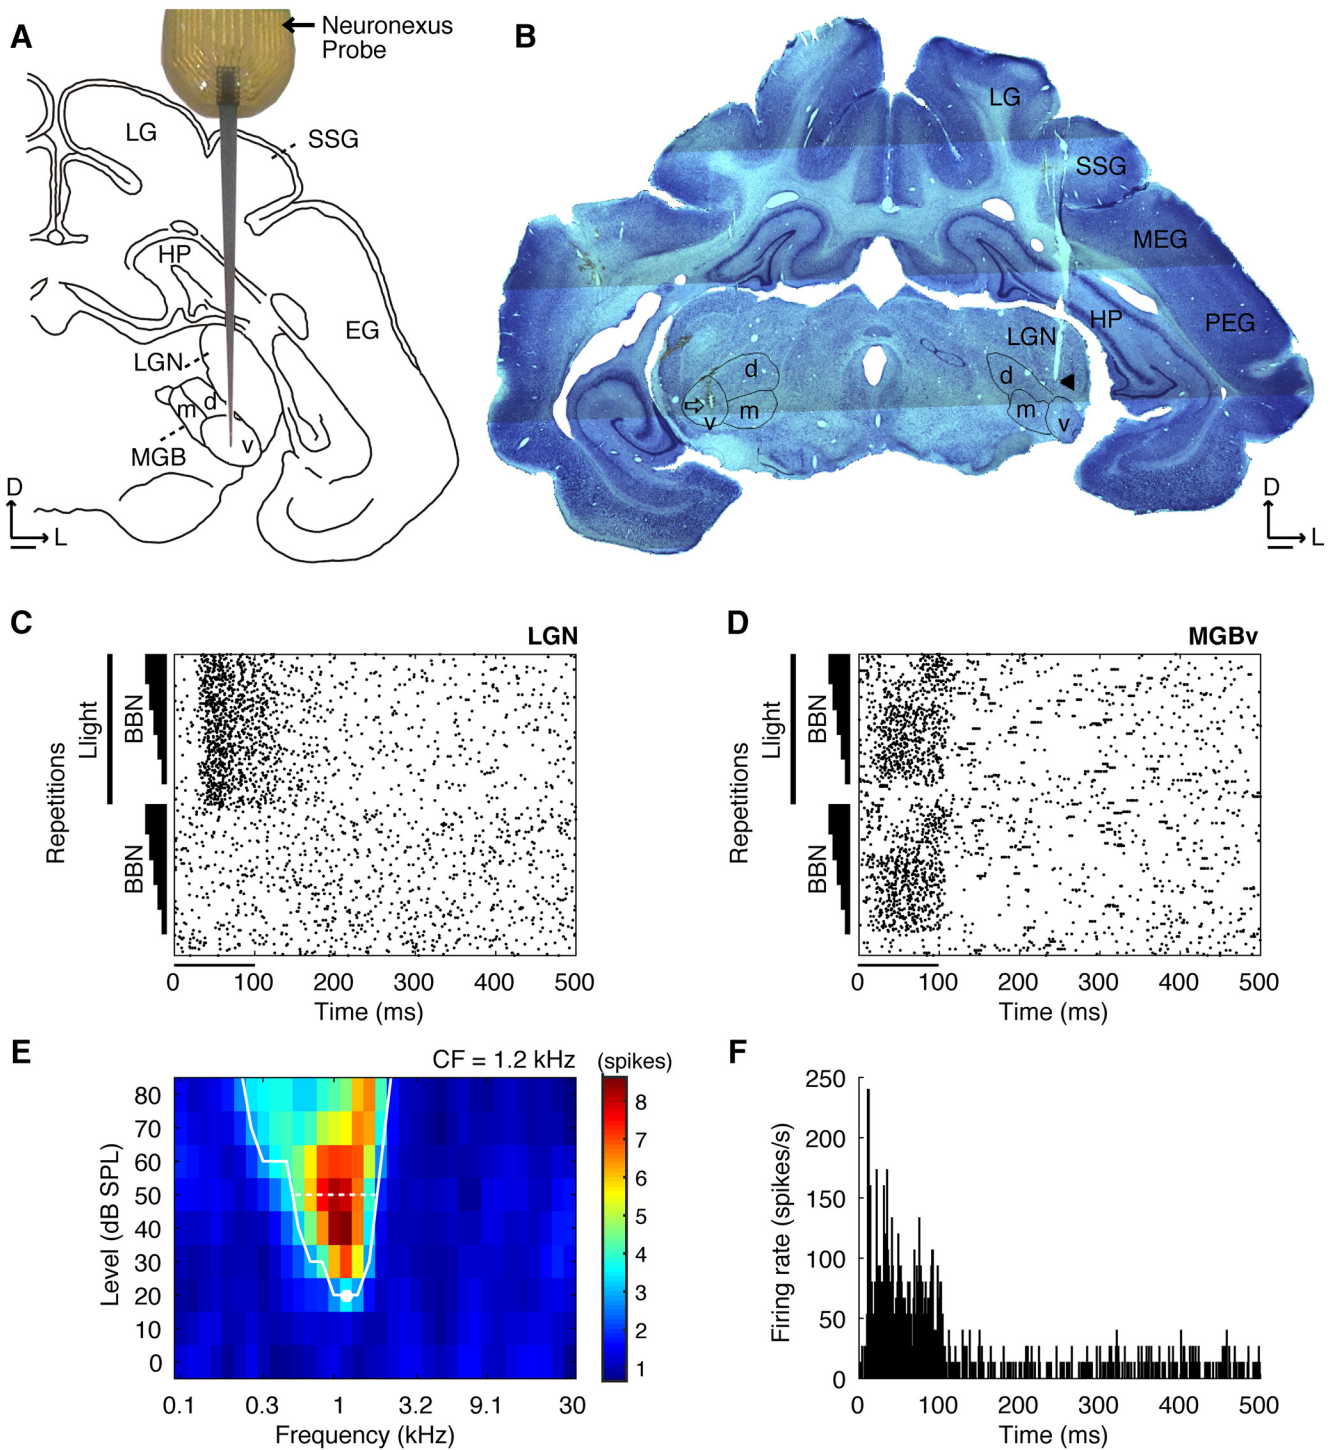 A
Neuronexus
Probe
LG
SSG
HP
EG
LGN
m
d
v
MGB
D
L
B
LG
SSG
MEG
PEG
HP
LGN
d
m
v
d
m
v
D
L
C
LGN
Repetitions
Llight
BBN
BBN
0
100
200
300
400
500
Time (ms)
D
MGBv
Repetitions
Llight
BBN
BBN
0
100
200
300
400
500
Time (ms)
E
CF = 1.2 kHz
(spikes)
Level (dB SPL)
80
70
60
50
40
30
20
10
0
0.1
0.3
1
3.2
9.1
30
Frequency (kHz)
8
7
6
5
4
3
2
1
F
Firing rate (spikes/s)
250
200
150
100
50
0
0
100
200
300
400
500
Time (ms)